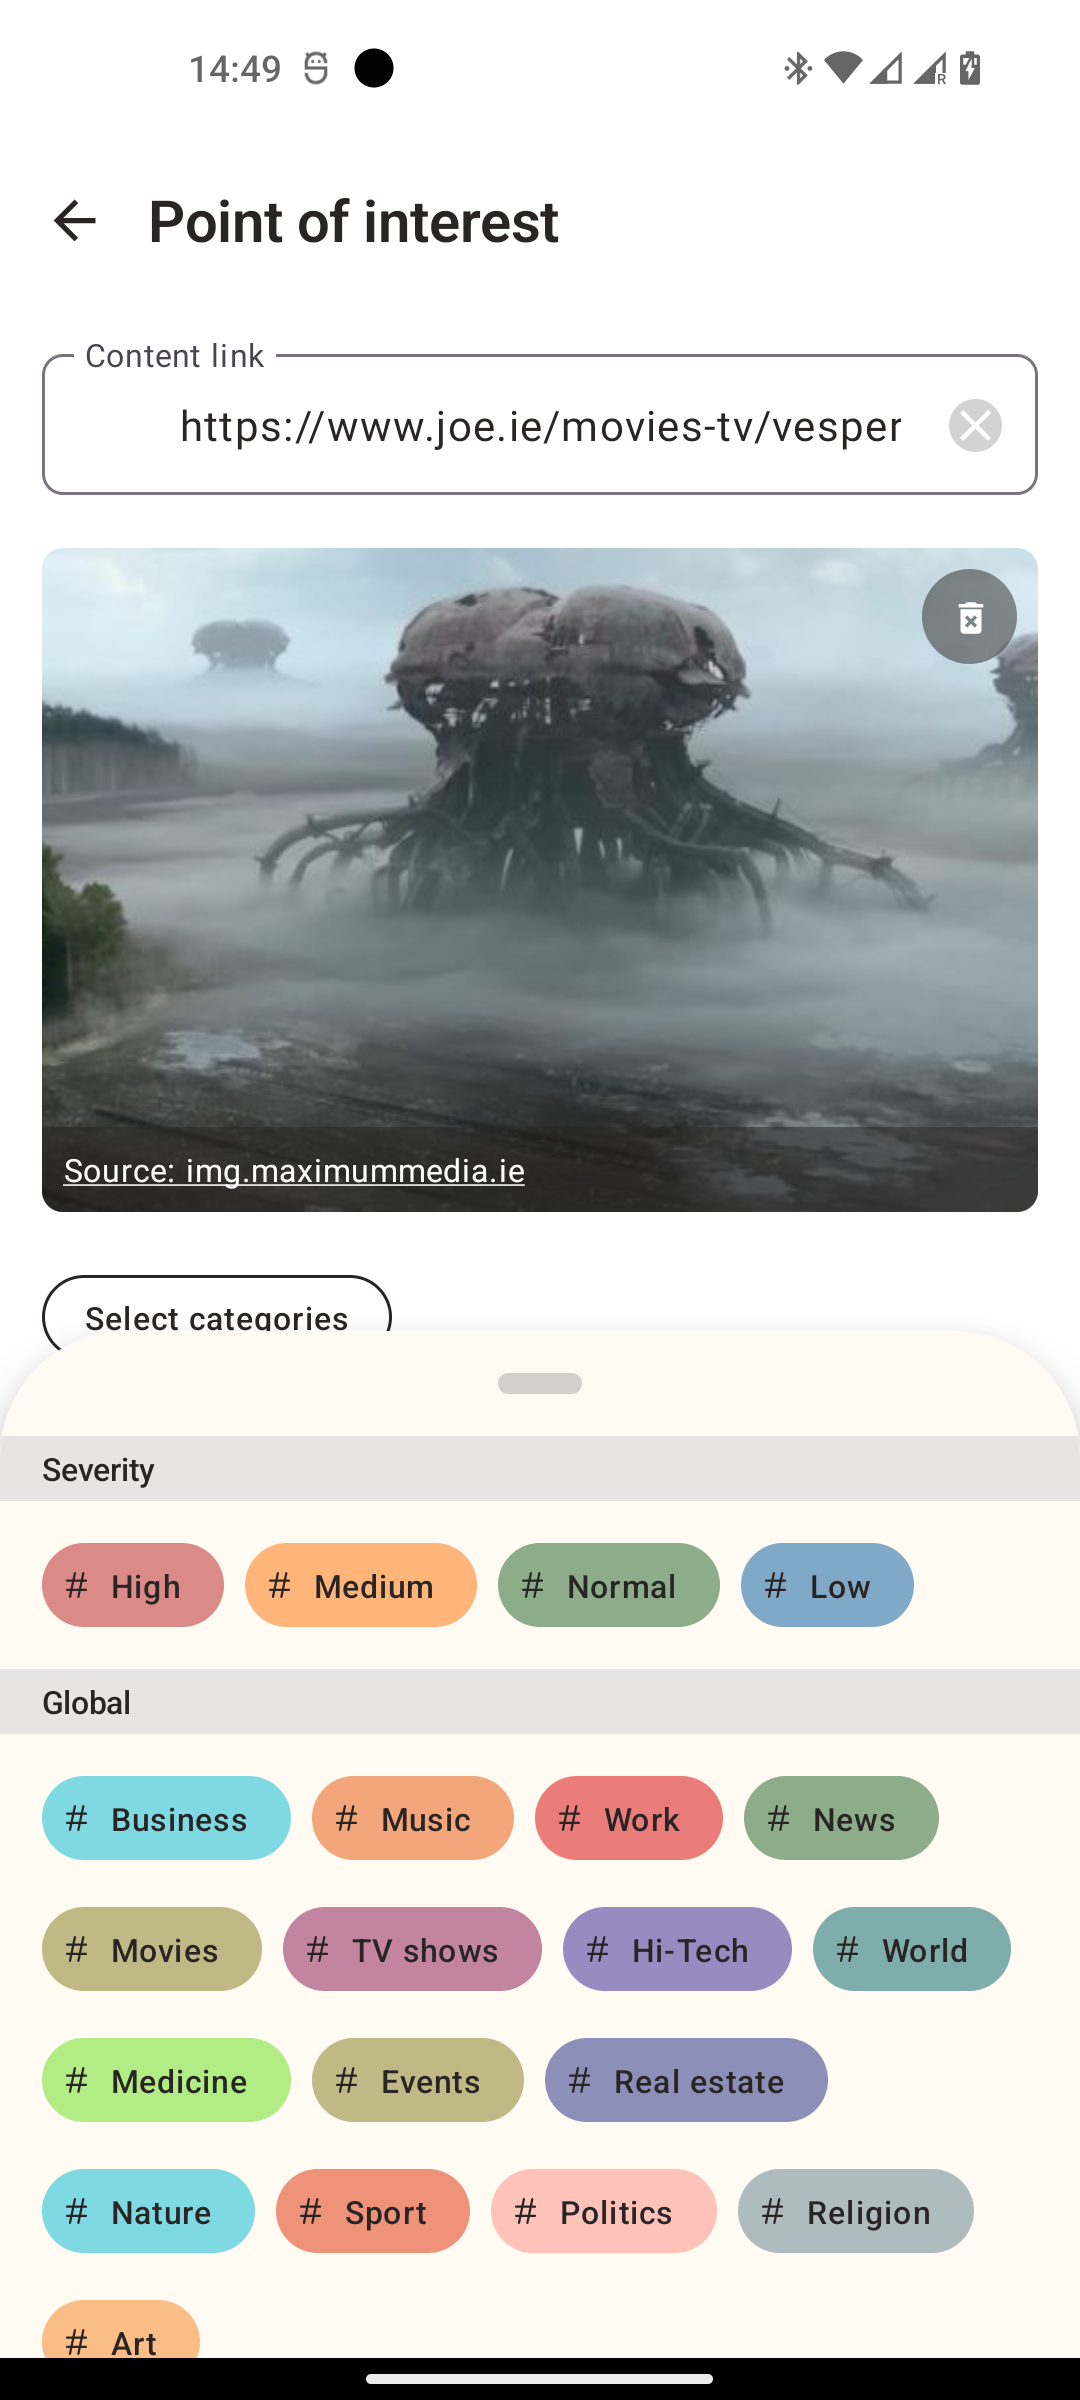 14:49
R
Point of interest
Content link
https://www.joe.ie/movies-tv/vesper
Source: img.maximummedia.ie
Select categories
Severity
# High # Medium # Normal # Low
Global
# Business # Music # Work # News
# Movies # TV shows # Hi-Tech # World
# Medicine # Events # Real estate
# Nature # Sport # Politics # Religion
# Art